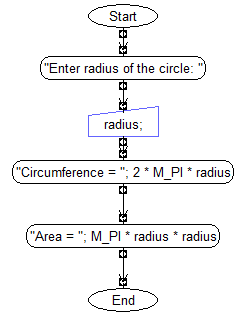 Start
"Enter radius of the circle: "
radius;
"Circumference = "; 2 * M_PI * radius
"Area = "; M_PI * radius * radius
End